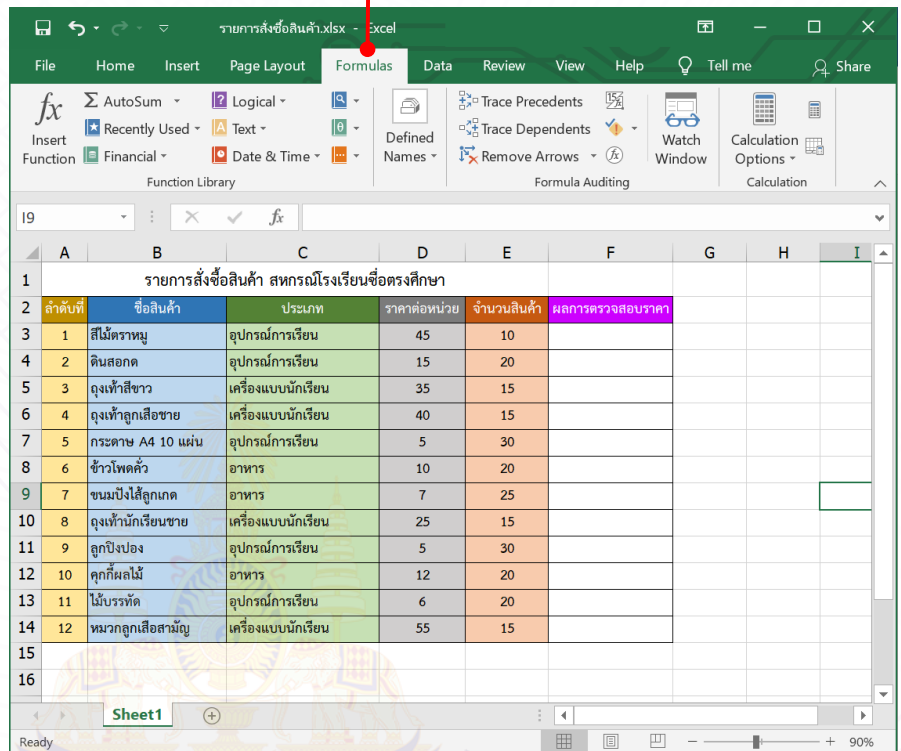 รายการสั่งซื้อสินค้า.xlsx - Excel
File Home Insert Page Layout Formulas Data Review View Help Tell me Share
fx Insert Function
Σ AutoSum
Recently Used
Financial
? Logical
A Text
Date & Time
θ
Function Library
Defined Names
Trace Precedents
Trace Dependents
Remove Arrows
fx
Formula Auditing
Watch Window
Calculation Options
Calculation
I9 fx
A B C D E F G H I
1 รายการสั่งซื้อสินค้า สหกรณ์โรงเรียนซื่อตรงศึกษา
2 ลำดับที่ ชื่อสินค้า ประเภท ราคาต่อหน่วย จำนวนสินค้า ผลการตรวจสอบราคา
3 1 สีไม้ตราหมู อุปกรณ์การเรียน 45 10
4 2 ดินสอกด อุปกรณ์การเรียน 15 20
5 3 ถุงเท้าสีขาว เครื่องแบบนักเรียน 35 15
6 4 ถุงเท้าลูกเสือชาย เครื่องแบบนักเรียน 40 15
7 5 กระดาษ A4 10 แผ่น อุปกรณ์การเรียน 5 30
8 6 ข้าวโพดคั่ว อาหาร 10 20
9 7 ขนมปังไส้ลูกเกด อาหาร 7 25
10 8 ถุงเท้านักเรียนชาย เครื่องแบบนักเรียน 25 15
11 9 ลูกปิงปอง อุปกรณ์การเรียน 5 30
12 10 คุกกี้ผลไม้ อาหาร 12 20
13 11 ไม้บรรทัด อุปกรณ์การเรียน 6 20
14 12 หมวกลูกเสือสามัญ เครื่องแบบนักเรียน 55 15
15
16
Sheet1
Ready 90%